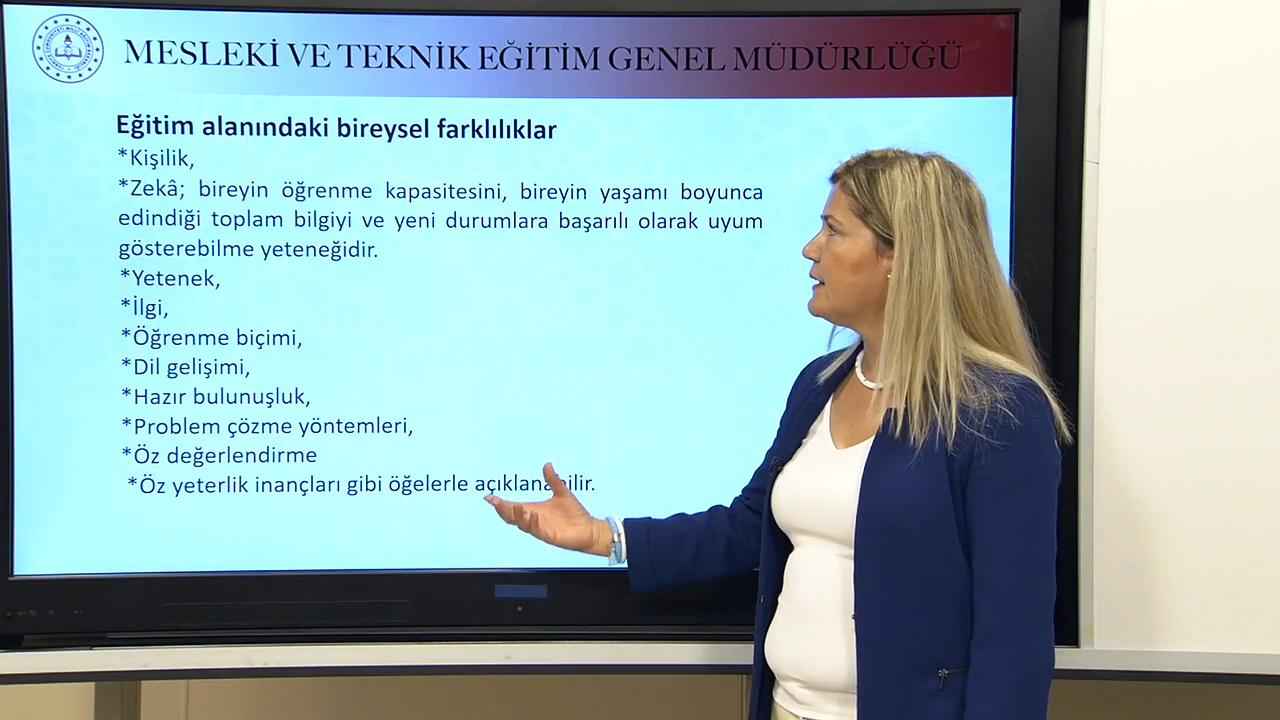 MESLEKİ VE TEKNİK EĞİTİM GENEL MÜDÜRLÜĞÜ
Eğitim alanındaki bireysel farklılıklar
*Kişilik,
*Zekâ; bireyin öğrenme kapasitesini, bireyin yaşamı boyunca
edindiği toplam bilgiyi ve yeni durumlara başarılı olarak uyum
gösterebilme yeteneğidir.
*Yetenek,
*İlgi,
*Öğrenme biçimi,
*Dil gelişimi,
*Hazır bulunuşluk,
*Problem çözme yöntemleri,
*Öz değerlendirme
*Öz yeterlik inançları gibi öğelerle açıklanabilir.